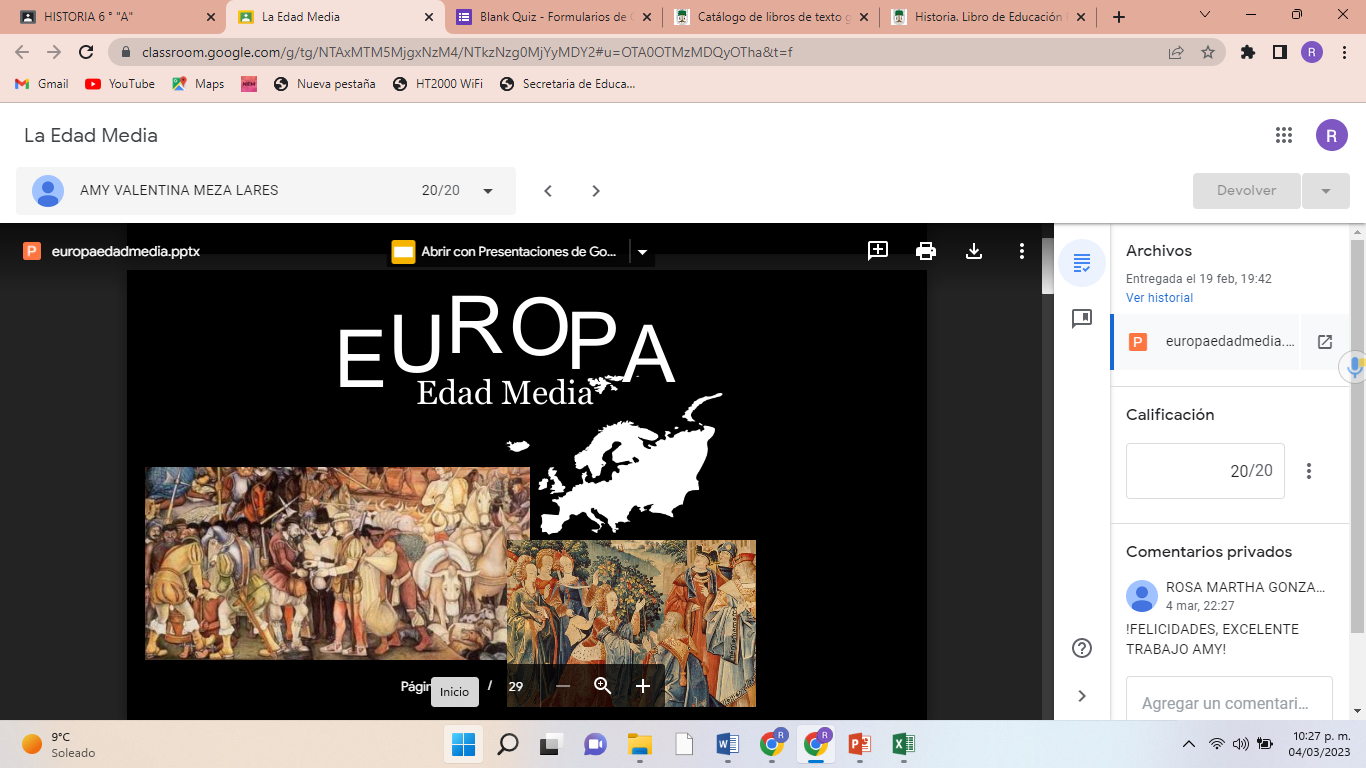 HISTORIA 6 ° "A"
La Edad Media
Blank Quiz - Formularios de
Catálogo de libros de texto g
Historia. Libro de Educación
classroom.google.com/g/tg/NTAxMTM5MjgxNzM4/NTkzNzg0MjYyMDY2#u=OTA0OTMzMDQyOTha&t=f
R
Gmail
YouTube
Maps
Nueva pestaña
HT2000 WiFi
Secretaria de Educa...
La Edad Media
R
AMY VALENTINA MEZA LARES
20/20
Devolver
P europaedadmedia.pptx
Abrir con Presentaciones de Go...
EUROPA
Edad Media
Inicio
/ 29
Archivos
Entregada el 19 feb, 19:42
Ver historial
P europaedadmedia....
Calificación
20/20
Comentarios privados
ROSA MARTHA GONZA...
4 mar, 22:27
!FELICIDADES, EXCELENTE
TRABAJO AMY!
Agregar un comentari...
9°C
Soleado
10:27 p. m.
04/03/2023